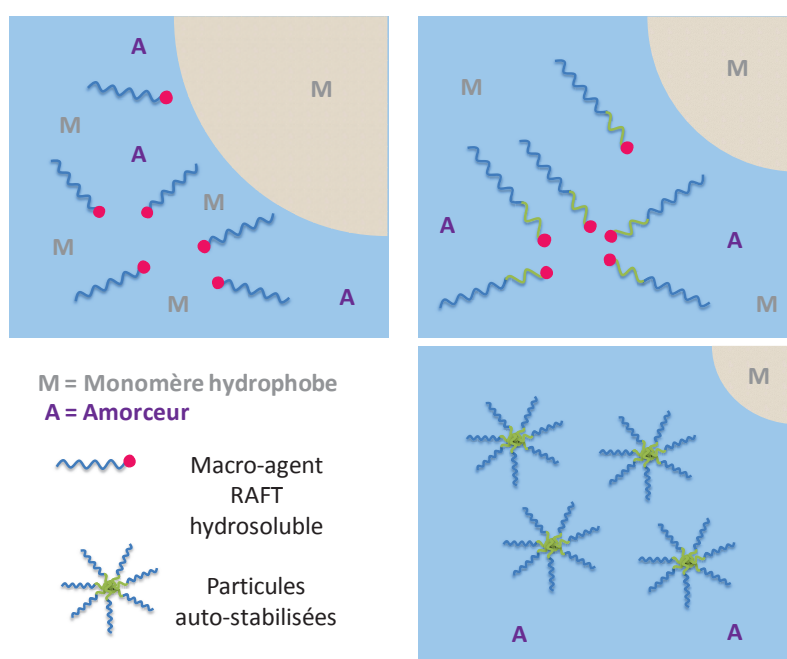 A
M
M
A
M
M
M
A
M
M
A
A
M
M
A
A
M = Monomère hydrophobe
A = Amorceur
Macro-agent
RAFT
hydrosoluble
Particules
auto-stabilisées